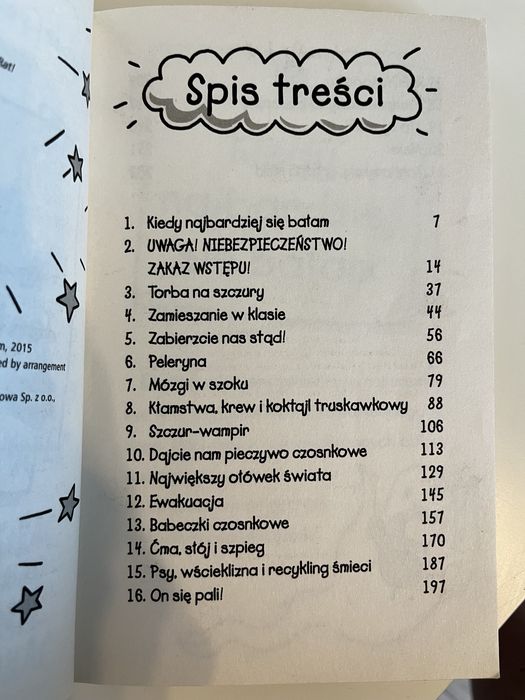 Bat!
Spis treści
1. Kiedy najbardziej się bałam 7
2. UWAGA! NIEBEZPIECZEŃSTWO!
ZAKAZ WSTĘPU! 14
3. Torba na szczury 37
4. Zamieszanie w klasie 44
5. Zabierzcie nas stąd! 56
6. Peleryna 66
7. Mózgi w szoku 79
8. Kłamstwa, krew i koktajl truskawkowy 88
9. Szczur-wampir 106
10. Dajcie nam pieczywo czosnkowe 113
11. Największy ołówek świata 129
12. Ewakuacja 145
13. Babeczki czosnkowe 157
14. Ćma, stój i szpieg 170
15. Psy, wścieklizna i recykling śmieci 187
16. On się pali! 197
m, 2015
ed by arrangement
owa Sp. z o.o.,